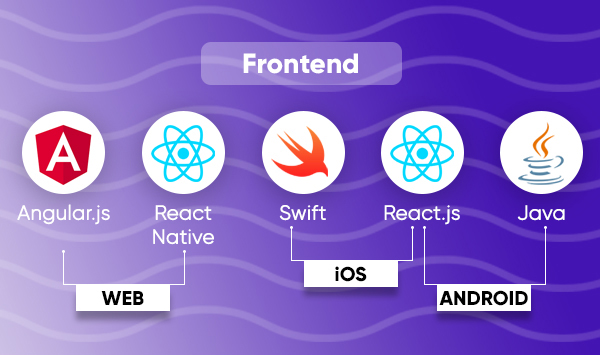 Frontend
A
Angular.js
React
Native
Swift
React.js
Java
WEB
iOS
ANDROID